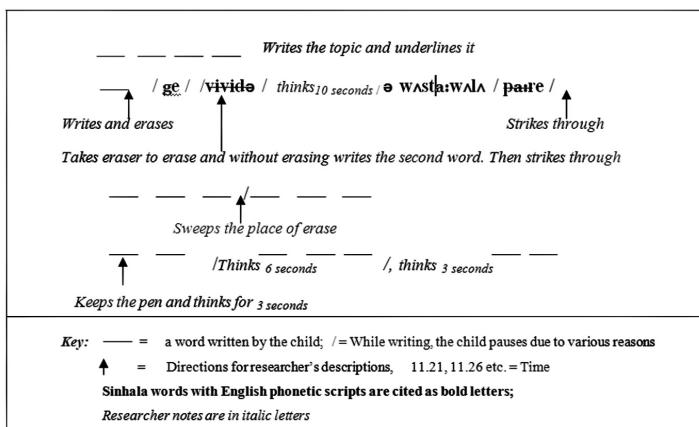 Writes the topic and underlines it
/ ge / /vividə / thinks 10 seconds / ə wʌsta:wʌlʌ / pare /
Writes and erases Strikes through
Takes eraser to erase and without erasing writes the second word. Then strikes through
/
Sweeps the place of erase
/Thinks 6 seconds /, thinks 3 seconds
Keeps the pen and thinks for 3 seconds
Key: —— = a word written by the child; / = While writing, the child pauses due to various reasons
= Directions for researcher's descriptions, 11.21, 11.26 etc. = Time
Sinhala words with English phonetic scripts are cited as bold letters;
Researcher notes are in italic letters